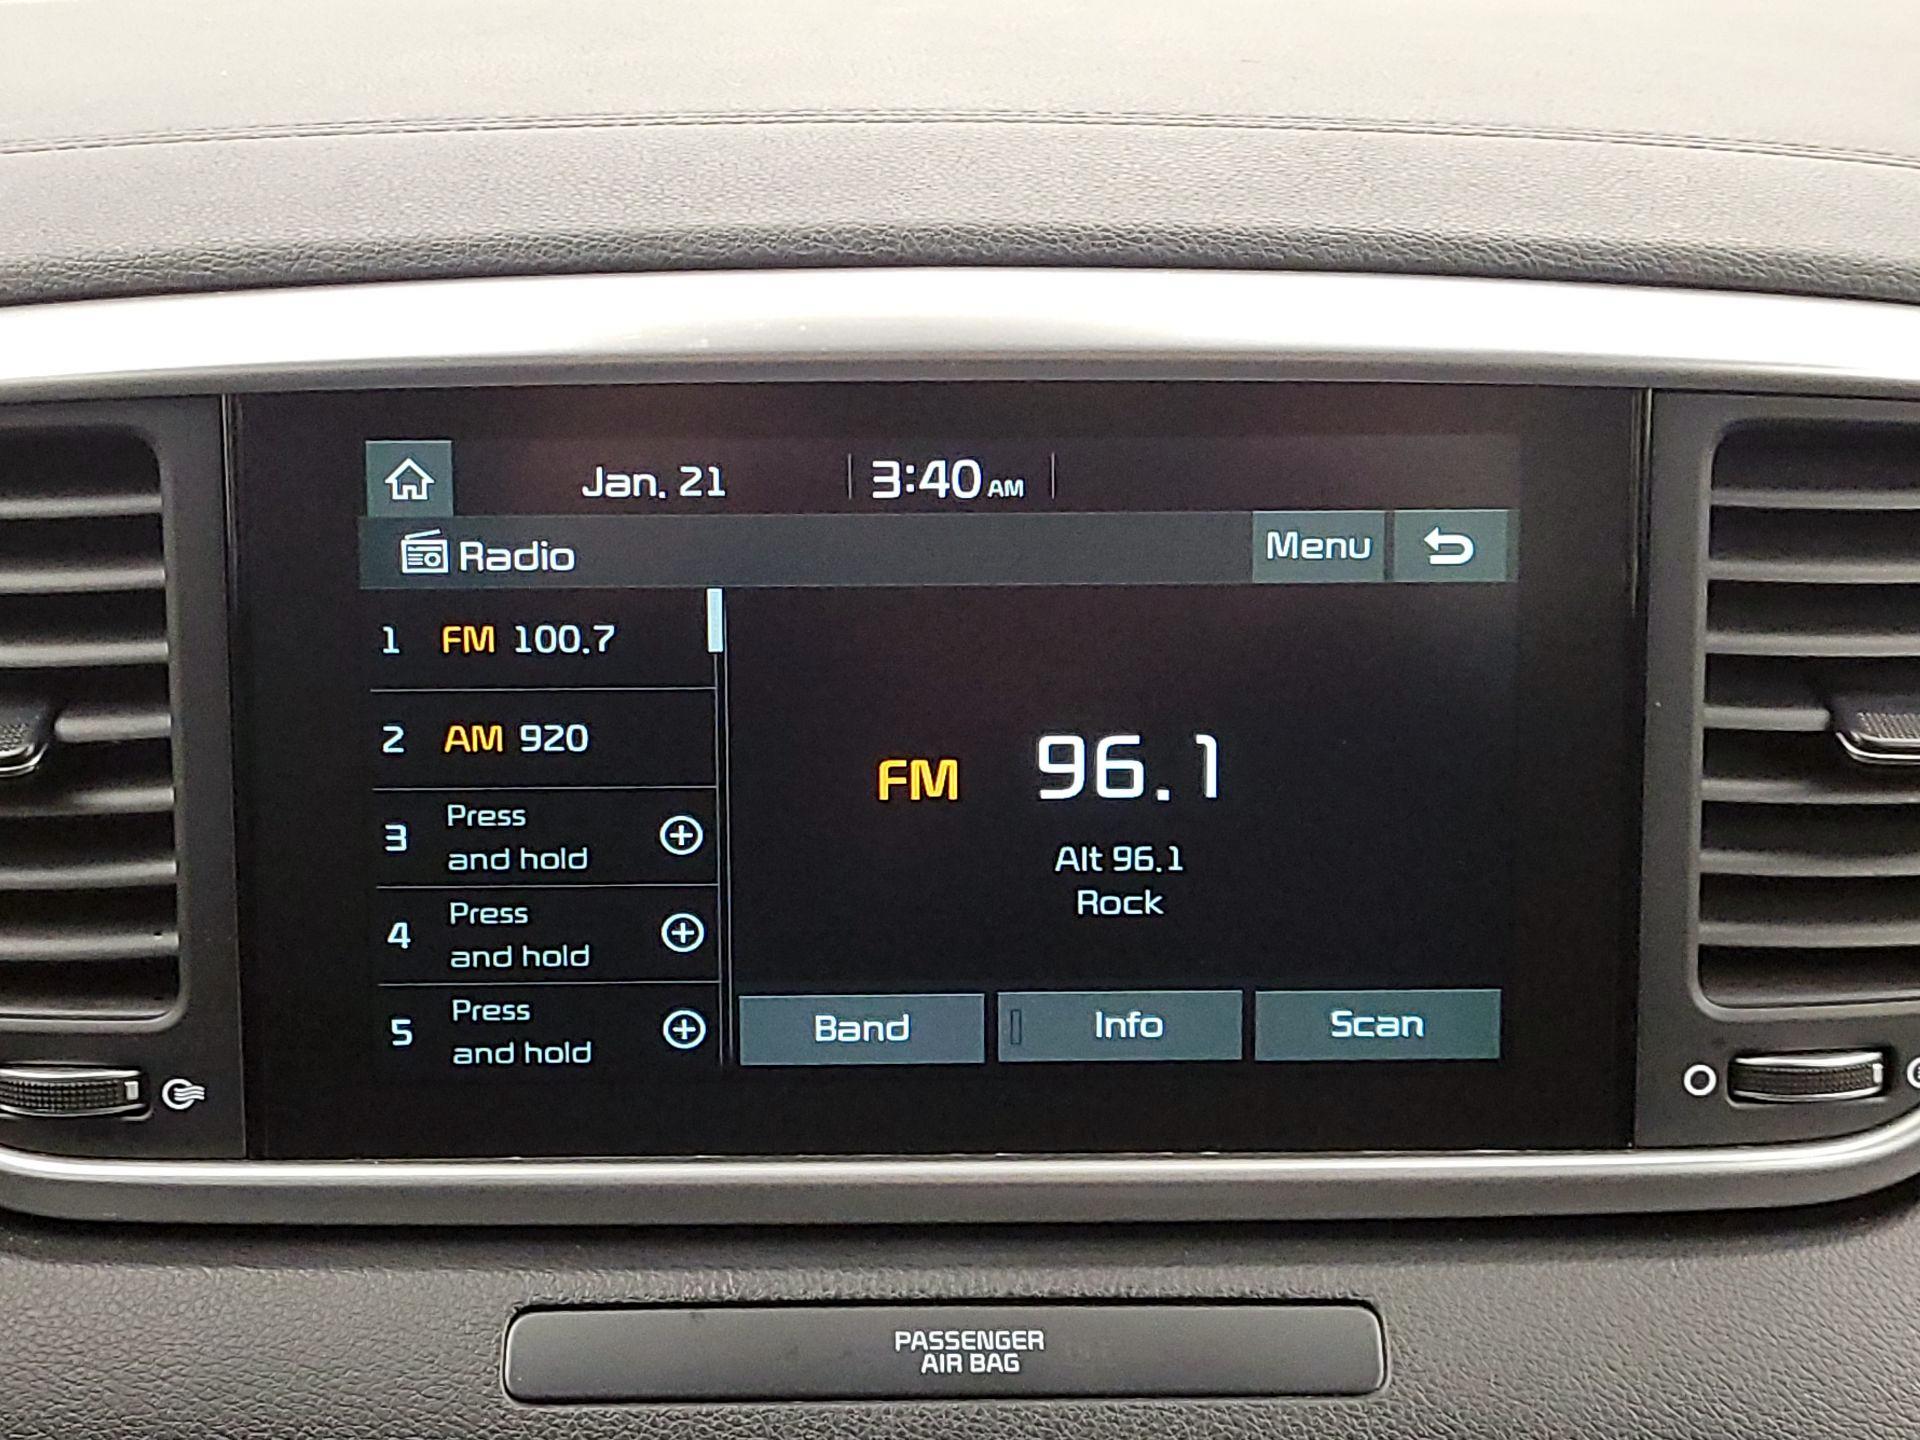 Jan. 21
3:40 AM
Radio
Menu
1 FM 100.7
2 AM 920
3 Press
and hold
4 Press
and hold
5 Press
and hold
FM 96.1
Alt 96.1
Rock
Band
Info
Scan
PASSENGER
AIR BAG